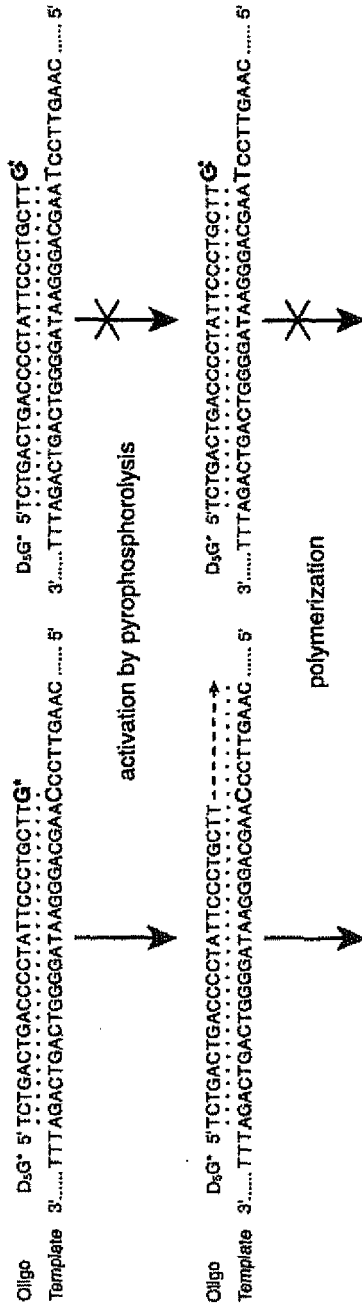 Oligo D₅G* 5'TCTGACTGACCCCTATTCCCTGCTTG* D₅G* 5'TCTGACTGACCCCTATTCCCTGCTTG*
Template 3'......TTTAGACTGACTGGGGATAAGGGACGAACCCTTGAAC ...... 5' 3'......TTTAGACTGACTGGGGATAAGGGACGAATCCTTGAAC ...... 5'
activation by pyrophosphorolysis
Oligo D₅G* 5'TCTGACTGACCCCTATTCCCTGCTT D₅G* 5'TCTGACTGACCCCTATTCCCTGCTTG*
Template 3'......TTTAGACTGACTGGGGATAAGGGACGAACCCTTGAAC ...... 5' 3'......TTTAGACTGACTGGGGATAAGGGACGAATCCTTGAAC ...... 5'
polymerization